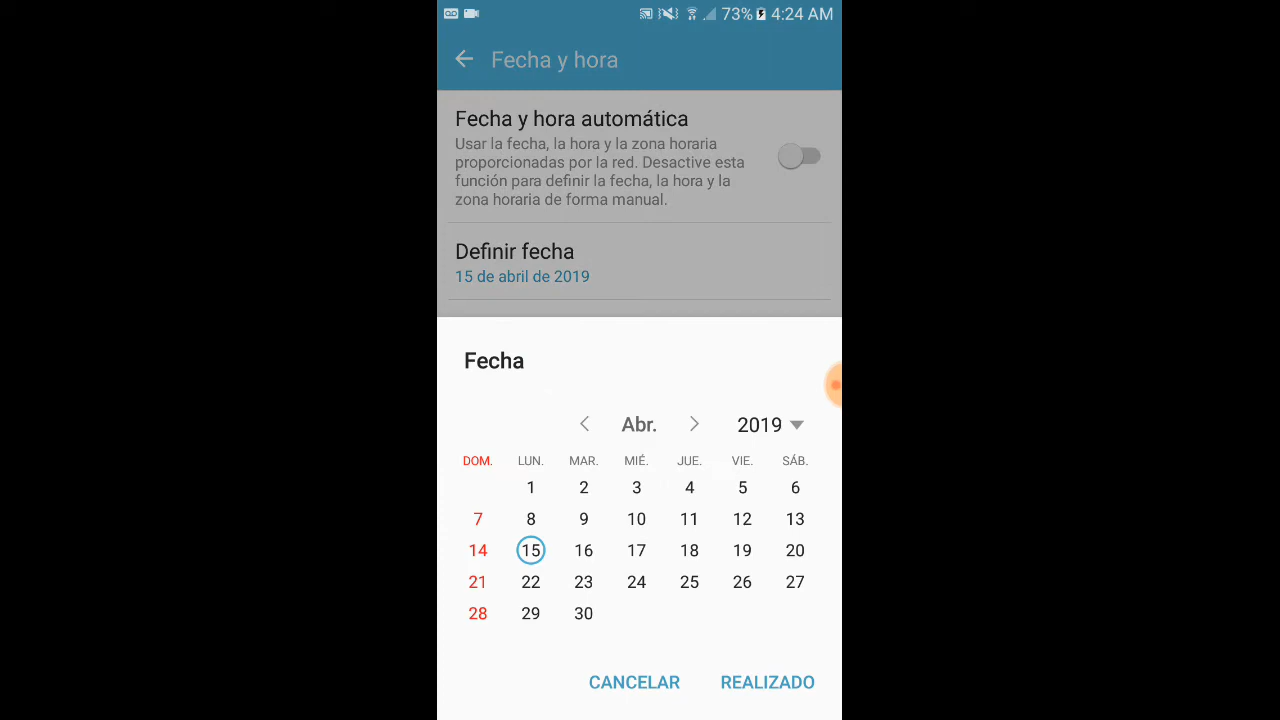 73% 4:24 AM
Fecha y hora
Fecha y hora automática
Usar la fecha, la hora y la zona horaria
proporcionadas por la red. Desactive esta
función para definir la fecha, la hora y la
zona horaria de forma manual.
Definir fecha
15 de abril de 2019
Fecha
Abr. 2019
DOM. LUN. MAR. MIÉ. JUE. VIE. SÁB.
1 2 3 4 5 6
7 8 9 10 11 12 13
14 15 16 17 18 19 20
21 22 23 24 25 26 27
28 29 30
CANCELAR REALIZADO